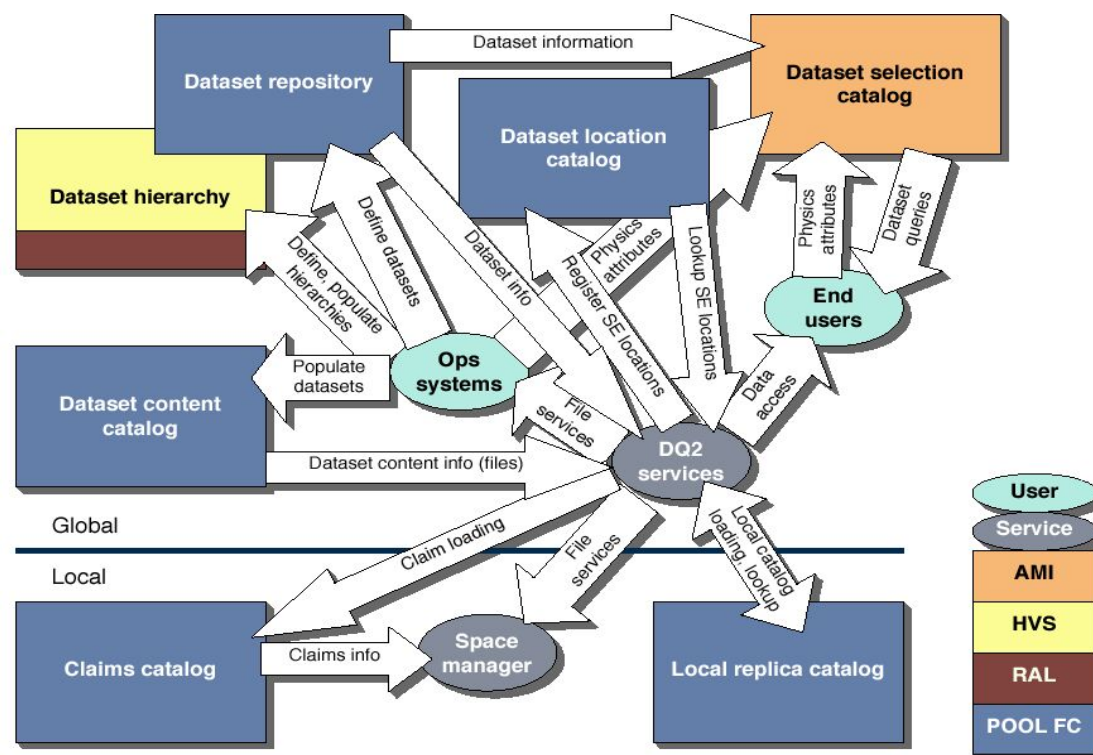 Dataset information
Dataset repository
Dataset selection
catalog
Dataset location
catalog
Dataset hierarchy
Define, populate
hierarchies
Define datasets
Dataset info
Physics
attributes
Register SE locations
Lookup SE locations
Physics
attributes
Dataset
queries
End
users
Populate
datasets
Ops
systems
Dataset content
catalog
File
services
Data
access
DQ2
services
Dataset content info (files)
Global
Local
Claim loading
File
services
Local catalog
loading, lookup
Claims catalog
Claims info
Space
manager
Local replica catalog
User
Service
AMI
HVS
RAL
POOL FC